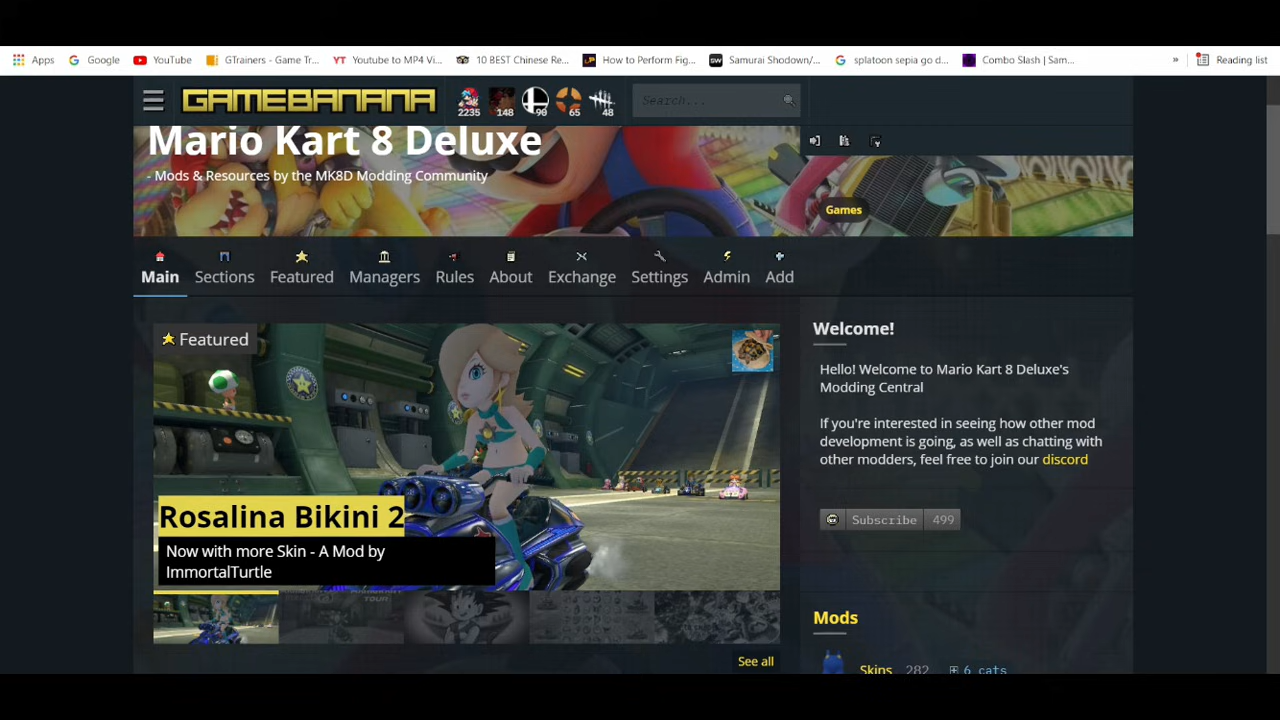 Apps Google YouTube GTrainers - Game Tr... Youtube to MP4 Vi... 10 BEST Chinese Re... How to Perform Fig... Samurai Shodown/... splatoon sepia go d... Combo Slash | Sam... » Reading list
GAMEBANANA 2235 148 90 65 48 Search...
Mario Kart 8 Deluxe
- Mods & Resources by the MK8D Modding Community
Games
Main Sections Featured Managers Rules About Exchange Settings Admin Add
Featured
Rosalina Bikini 2
Now with more Skin - A Mod by
ImmortalTurtle
See all
Welcome!
Hello! Welcome to Mario Kart 8 Deluxe's
Modding Central
If you're interested in seeing how other mod
development is going, as well as chatting with
other modders, feel free to join our discord
Subscribe 499
Mods
Skins 282 6 cats